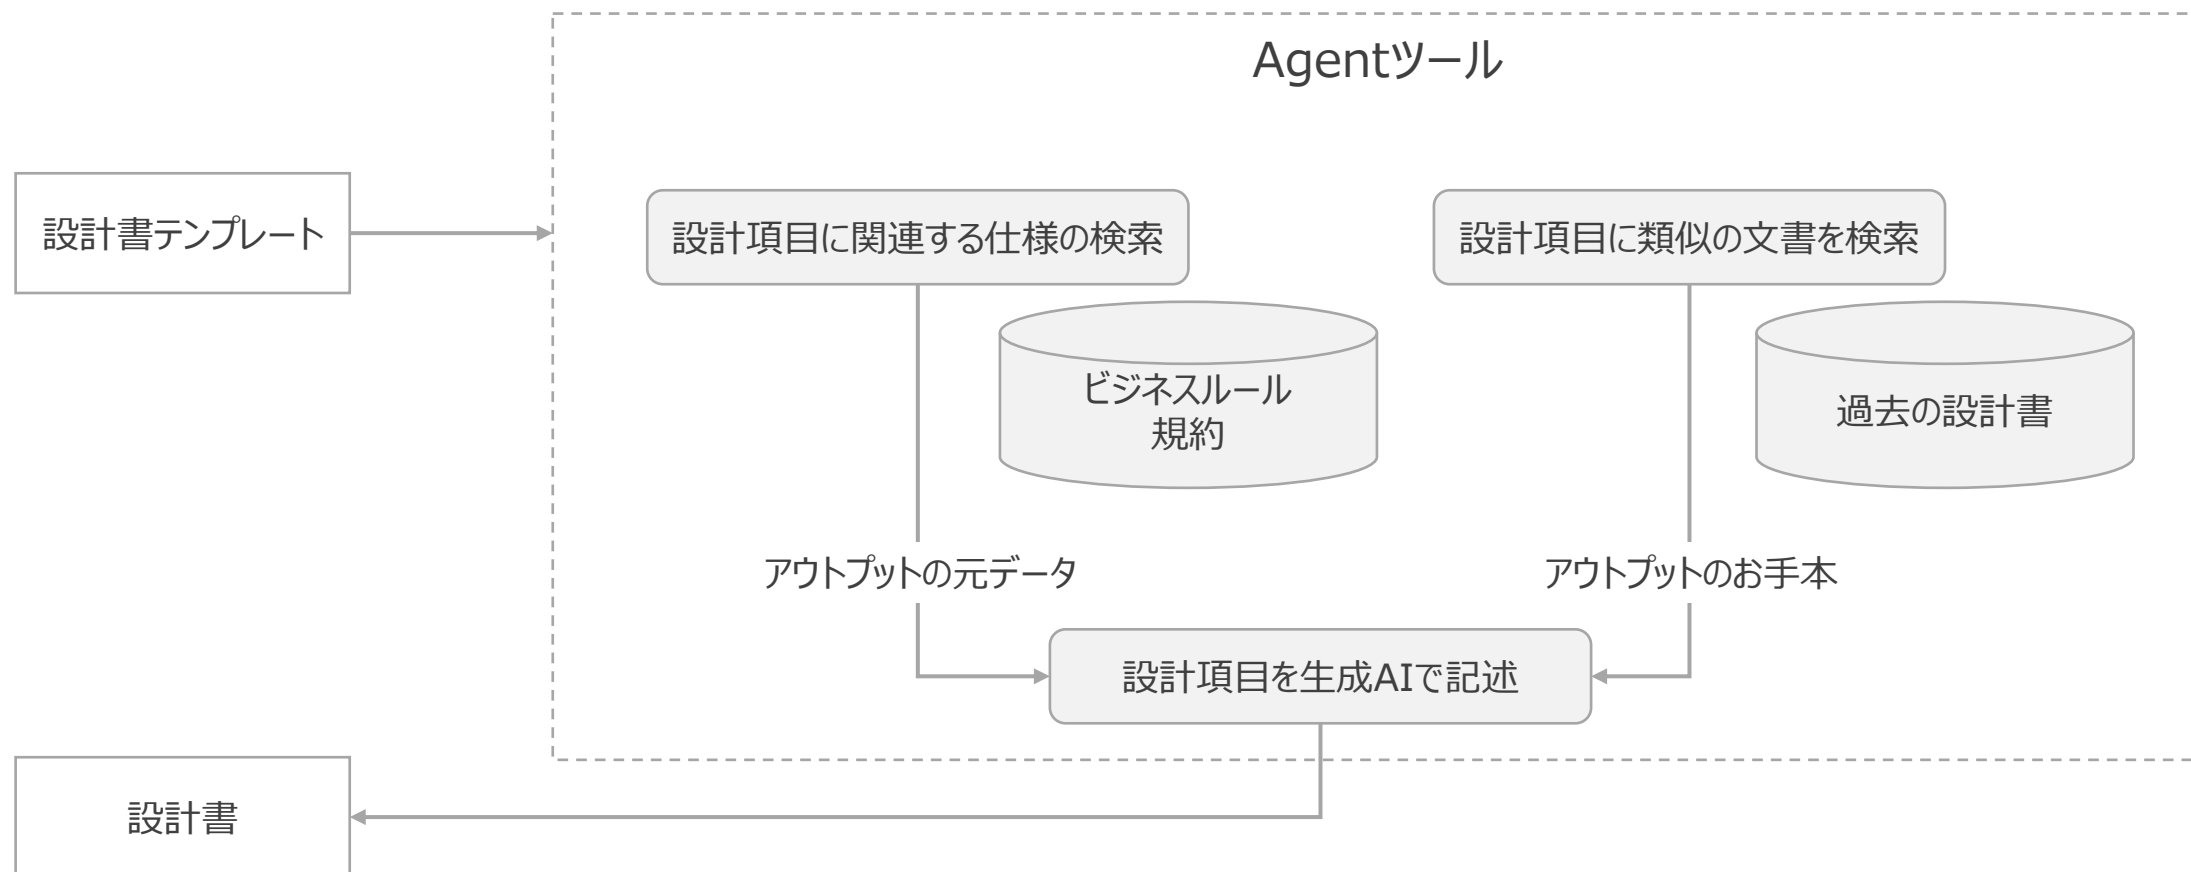 Agentツール
設計書テンプレート
設計項目に関連する仕様の検索
設計項目に類似の文書を検索
ビジネスルール
規約
過去の設計書
アウトプットの元データ
アウトプットのお手本
設計項目を生成AIで記述
設計書